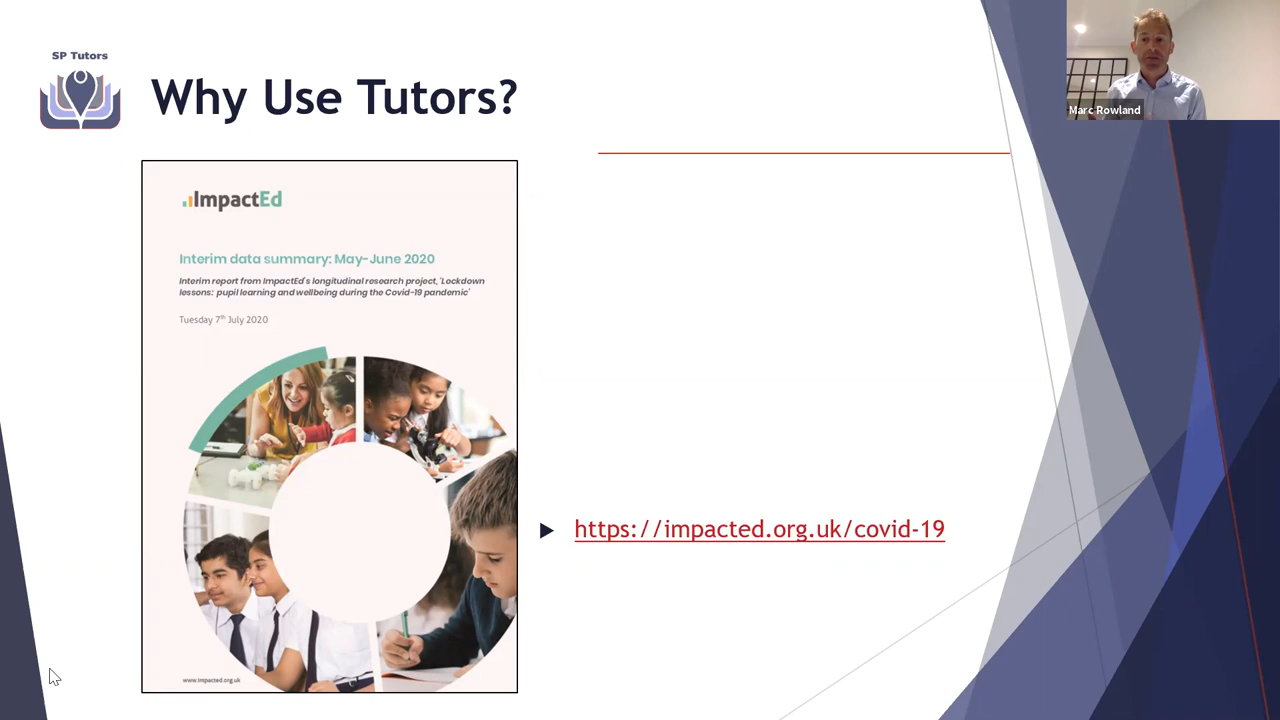 SP Tutors
Why Use Tutors?
Marc Rowland
ImpactEd
Interim data summary: May-June 2020
Interim report from ImpactEd's longitudinal research project, 'Lockdown
lessons: pupil learning and wellbeing during the Covid-19 pandemic'
Tuesday 7th July 2020
https://impacted.org.uk/covid-19
www.impacted.org.uk